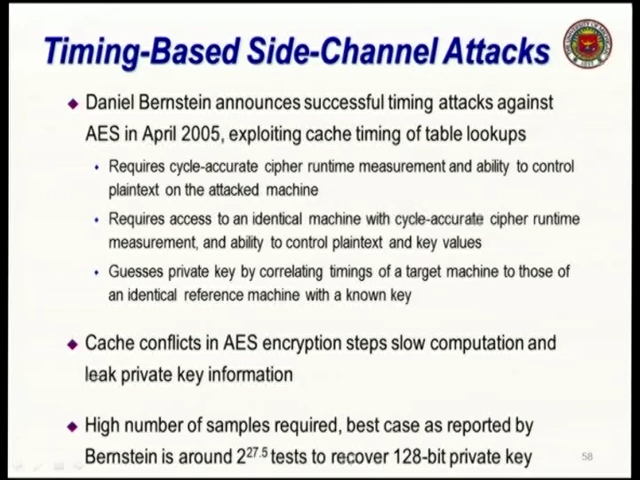 Timing-Based Side-Channel Attacks
Daniel Bernstein announces successful timing attacks against
AES in April 2005, exploiting cache timing of table lookups
Requires cycle-accurate cipher runtime measurement and ability to control
plaintext on the attacked machine
Requires access to an identical machine with cycle-accurate cipher runtime
measurement, and ability to control plaintext and key values
Guesses private key by correlating timings of a target machine to those of
an identical reference machine with a known key
Cache conflicts in AES encryption steps slow computation and
leak private key information
High number of samples required, best case as reported by
Bernstein is around 2^27.5 tests to recover 128-bit private key
58